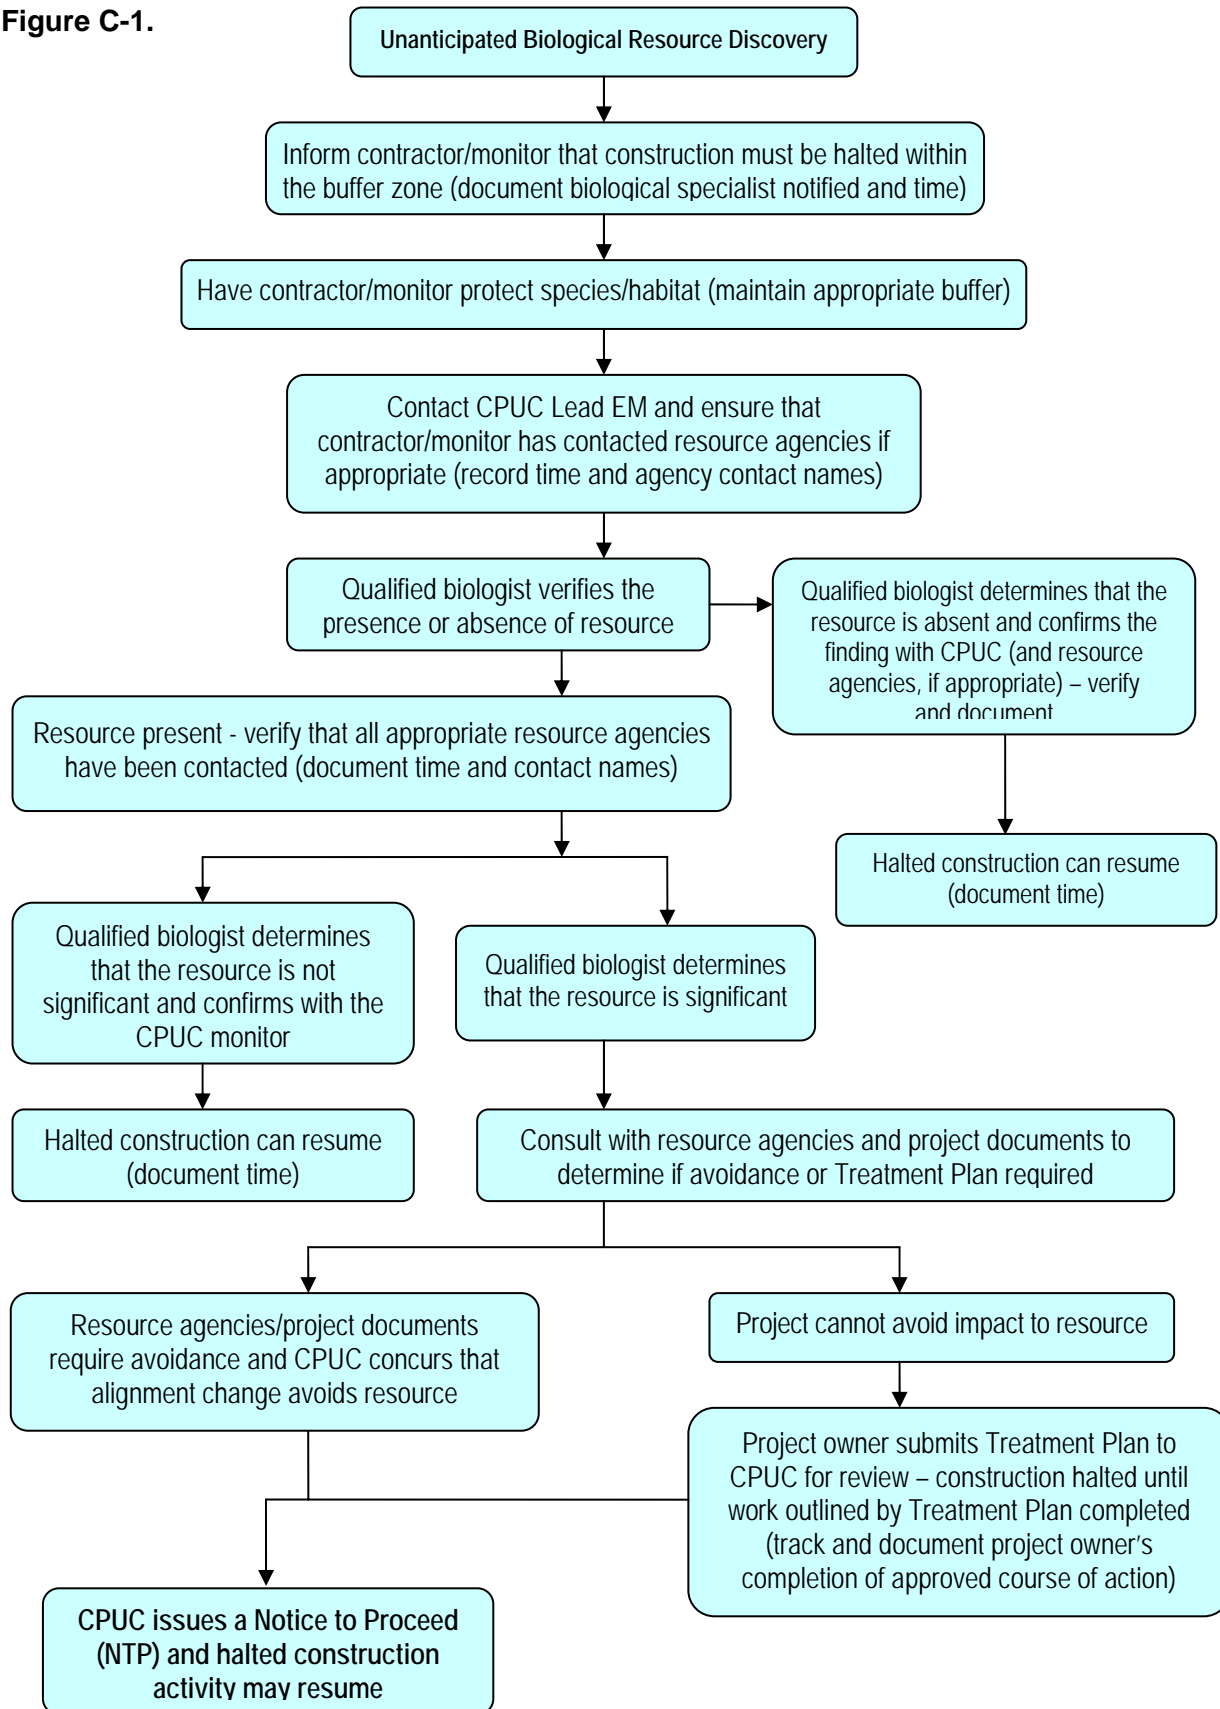 Figure C-1.
Unanticipated Biological Resource Discovery
Inform contractor/monitor that construction must be halted within
the buffer zone (document biological specialist notified and time)
Have contractor/monitor protect species/habitat (maintain appropriate buffer)
Contact CPUC Lead EM and ensure that
contractor/monitor has contacted resource agencies if
appropriate (record time and agency contact names)
Qualified biologist verifies the
presence or absence of resource
Qualified biologist determines that the
resource is absent and confirms the
finding with CPUC (and resource
agencies, if appropriate) – verify
and document
Resource present - verify that all appropriate resource agencies
have been contacted (document time and contact names)
Halted construction can resume
(document time)
Qualified biologist determines
that the resource is not
significant and confirms with the
CPUC monitor
Qualified biologist determines
that the resource is significant
Halted construction can resume
(document time)
Consult with resource agencies and project documents to
determine if avoidance or Treatment Plan required
Resource agencies/project documents
require avoidance and CPUC concurs that
alignment change avoids resource
Project cannot avoid impact to resource
Project owner submits Treatment Plan to
CPUC for review – construction halted until
work outlined by Treatment Plan completed
(track and document project owner's
completion of approved course of action)
CPUC issues a Notice to Proceed
(NTP) and halted construction
activity may resume